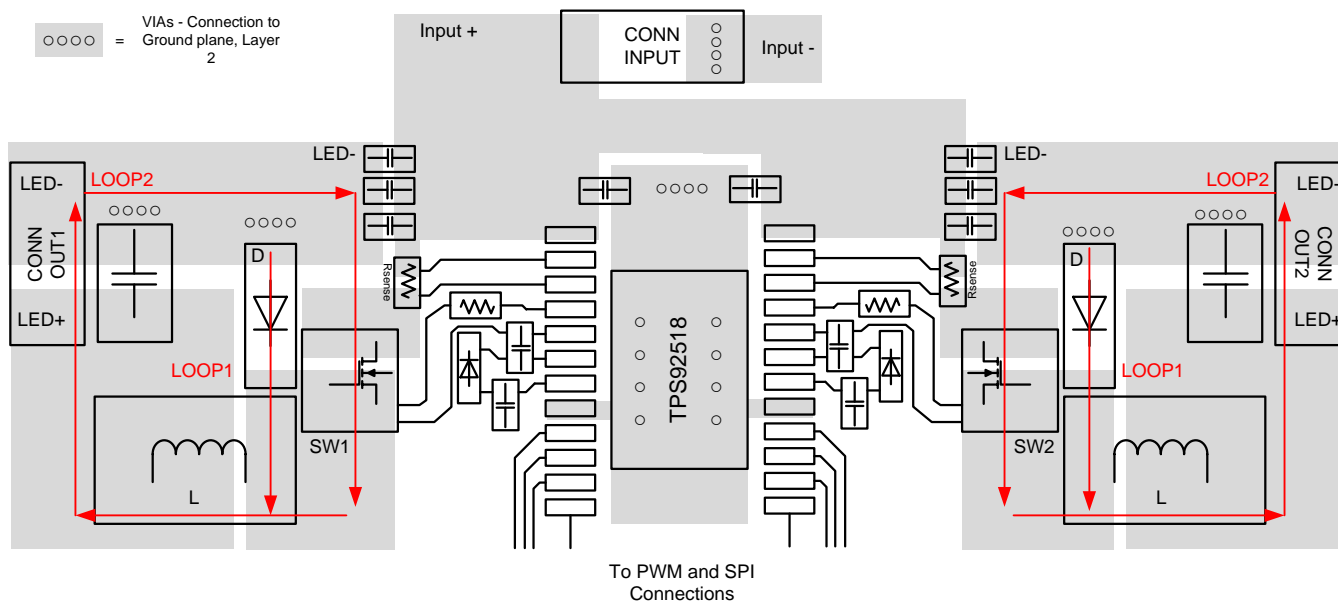 VIAs - Connection to
= Ground plane, Layer
2
Input +
CONN
INPUT
Input -
LED-
LED-
LED-
LOOP2
CONN
OUT1
LED+
D
Rsense
LOOP1
SW1
L
TPS92518
LOOP2
LED-
CONN
OUT2
LED+
D
Rsense
LOOP1
SW2
L
To PWM and SPI
Connections